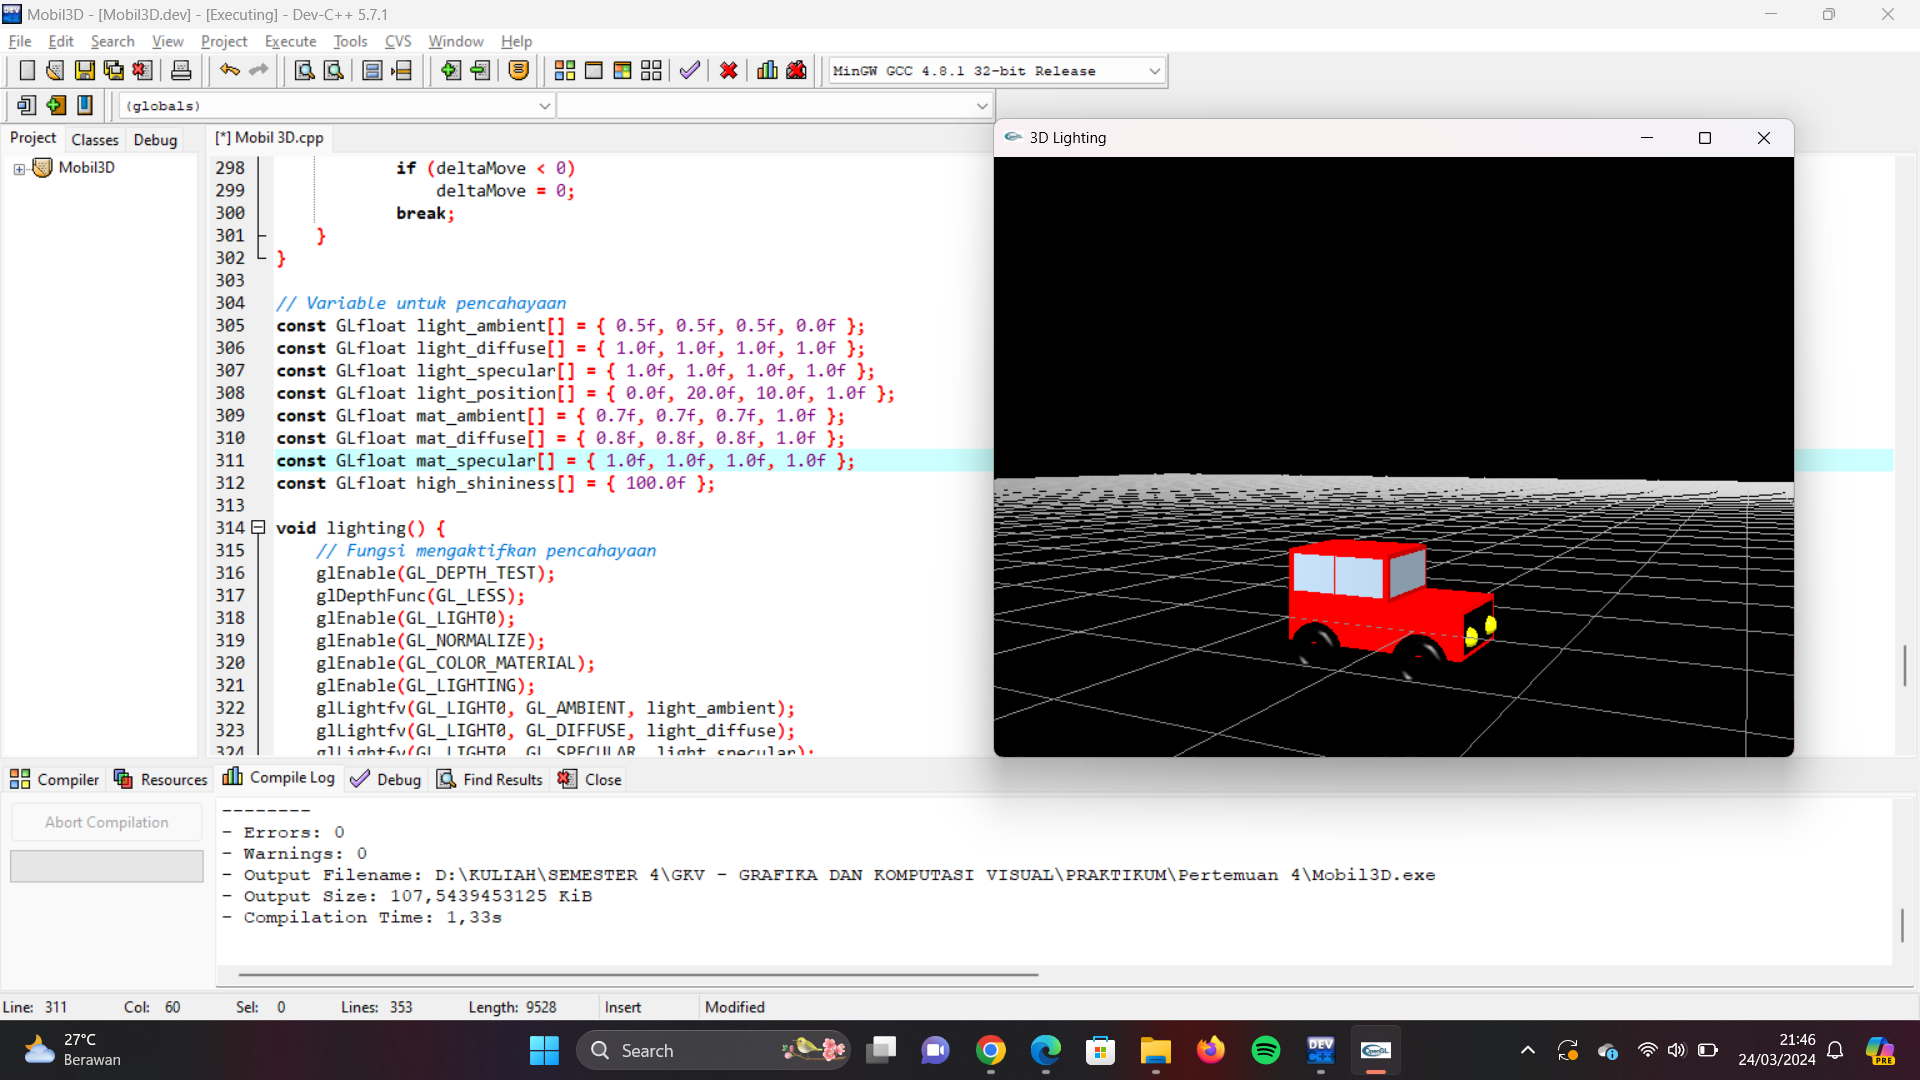 Mobil3D - [Mobil3D.dev] - [Executing] - Dev-C++ 5.7.1
File Edit Search View Project Execute Tools CVS Window Help
MinGW GCC 4.8.1 32-bit Release
(globals)
Project Classes Debug
[*] Mobil 3D.cpp
3D Lighting
Mobil3D
298 if (deltaMove < 0)
299 deltaMove = 0;
300 break;
301 }
302 }
303
304 // Variable untuk pencahayaan
305 const GLfloat light_ambient[] = { 0.5f, 0.5f, 0.5f, 0.0f };
306 const GLfloat light_diffuse[] = { 1.0f, 1.0f, 1.0f, 1.0f };
307 const GLfloat light_specular[] = { 1.0f, 1.0f, 1.0f, 1.0f };
308 const GLfloat light_position[] = { 0.0f, 20.0f, 10.0f, 1.0f };
309 const GLfloat mat_ambient[] = { 0.7f, 0.7f, 0.7f, 1.0f };
310 const GLfloat mat_diffuse[] = { 0.8f, 0.8f, 0.8f, 1.0f };
311 const GLfloat mat_specular[] = { 1.0f, 1.0f, 1.0f, 1.0f };
312 const GLfloat high_shininess[] = { 100.0f };
313
314 void lighting() {
315 // Fungsi mengaktifkan pencahayaan
316 glEnable(GL_DEPTH_TEST);
317 glDepthFunc(GL_LESS);
318 glEnable(GL_LIGHT0);
319 glEnable(GL_NORMALIZE);
320 glEnable(GL_COLOR_MATERIAL);
321 glEnable(GL_LIGHTING);
322 glLightfv(GL_LIGHT0, GL_AMBIENT, light_ambient);
323 glLightfv(GL_LIGHT0, GL_DIFFUSE, light_diffuse);
324 glLightfv(GL_LIGHT0, GL_SPECULAR, light_specular);
Compiler Resources Compile Log Debug Find Results Close
Abort Compilation
--------
- Errors: 0
- Warnings: 0
- Output Filename: D:\KULIAH\SEMESTER 4\GKV - GRAFIKA DAN KOMPUTASI VISUAL\PRAKTIKUM\Pertemuan 4\Mobil3D.exe
- Output Size: 107,5439453125 KiB
- Compilation Time: 1,33s
Line: 311 Col: 60 Sel: 0 Lines: 353 Length: 9528 Insert Modified
27°C
Berawan
Search
DEV
OpenGL
21:46
24/03/2024
PRE